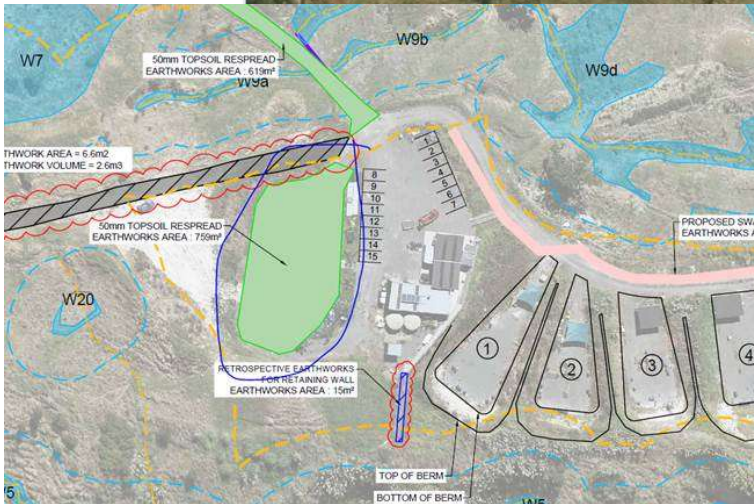 W7
W9b
50mm TOPSOIL RESPREAD
EARTHWORKS AREA : 619m²
W9a
W9d
THWORK AREA = 6.6m2
THWORK VOLUME = 2.6m3
1
2
3
4
5
6
7
8
9
10
11
12
13
14
15
50mm TOPSOIL RESPREAD
EARTHWORKS AREA : 759m²
PROPOSED SWA
EARTHWORKS A
W20
1
2
3
4
RETROSPECTIVE EARTHWORKS
FOR RETAINING WALL
EARTHWORKS AREA : 15m²
TOP OF BERM
BOTTOM OF BERM
W5